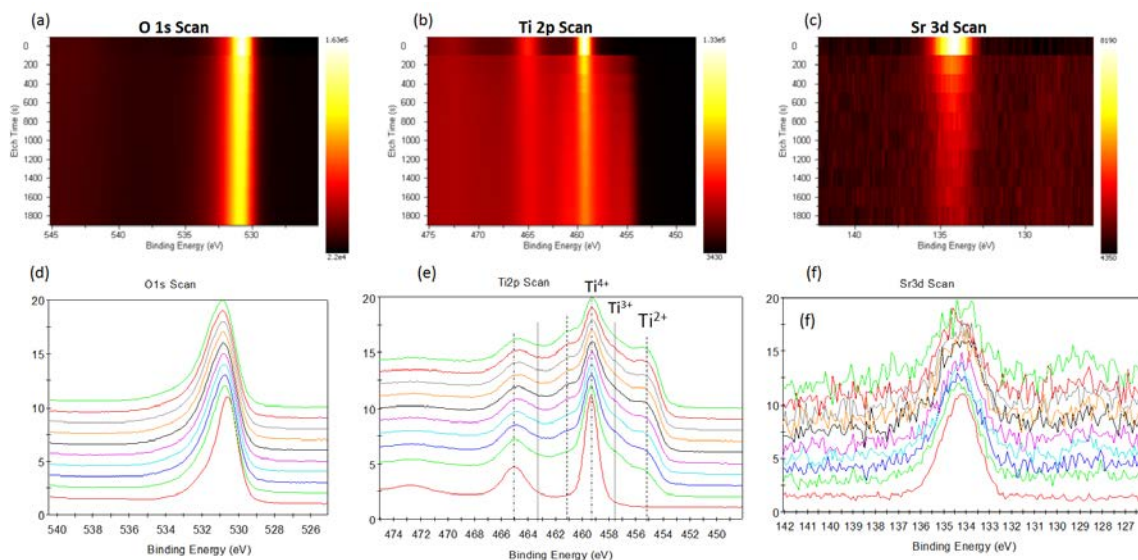 (a)
O 1s Scan
1.63e5
0
200
400
600
800
1000
1200
1400
1600
1800
Etch Time (s)
545 540 535 530
Binding Energy (eV)
2.2e4
(b)
Ti 2p Scan
1.33e5
0
200
400
600
800
1000
1200
1400
1600
1800
Etch Time (s)
475 470 465 460 455 450
Binding Energy (eV)
3430
(c)
Sr 3d Scan
8190
0
200
400
600
800
1000
1200
1400
1600
1800
Etch Time (s)
140 134 130
Binding Energy (eV)
4350
(d)
O1s Scan
20
15
10
5
0
540 538 536 534 532 530 528 526
Binding Energy (eV)
(e)
Ti2p Scan
Ti4+
Ti3+
Ti2+
20
15
10
5
0
474 472 470 468 466 464 462 460 458 456 454 452 450
Binding Energy (eV)
(f)
Sr3d Scan
(f)
20
15
10
5
0
142 141 140 139 138 137 136 135 134 133 132 131 130 129 128 127
Binding Energy (eV)